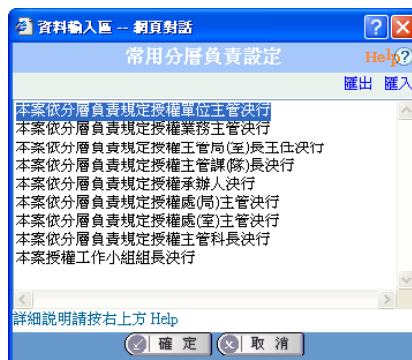 資料輸入區 -- 網頁對話
常用分層負責設定
Help?
匯出 匯入
本案依分層負責規定授權單位主管決行
本案依分層負責規定授權業務主管決行
本案依分層負責規定授權主管局(室)長主任決行
本案依分層負責規定授權主管課(隊)長決行
本案依分層負責規定授權承辦人決行
本案依分層負責規定授權處(局)主管決行
本案依分層負責規定授權處(室)主管決行
本案依分層負責規定授權主管科長決行
本案授權工作小組組長決行
詳細說明請按右上方 Help
確定 取消